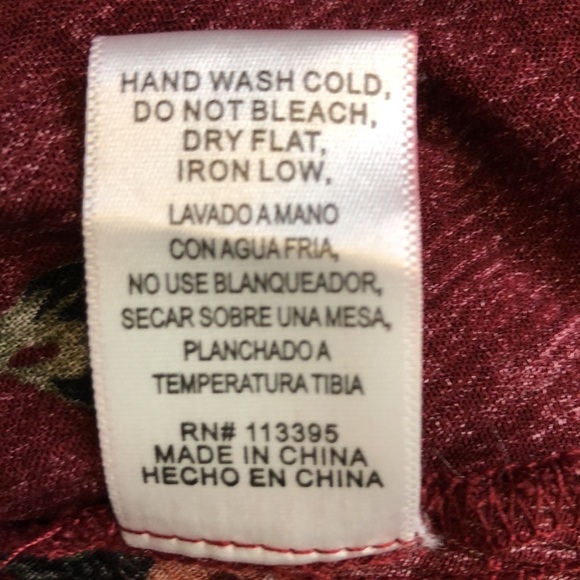 HAND WASH COLD,
DO NOT BLEACH,
DRY FLAT,
IRON LOW,
LAVADO A MANO
CON AGUA FRIA,
NO USE BLANQUEADOR,
SECAR SOBRE UNA MESA,
PLANCHADO A
TEMPERATURA TIBIA
RN# 113395
MADE IN CHINA
HECHO EN CHINA